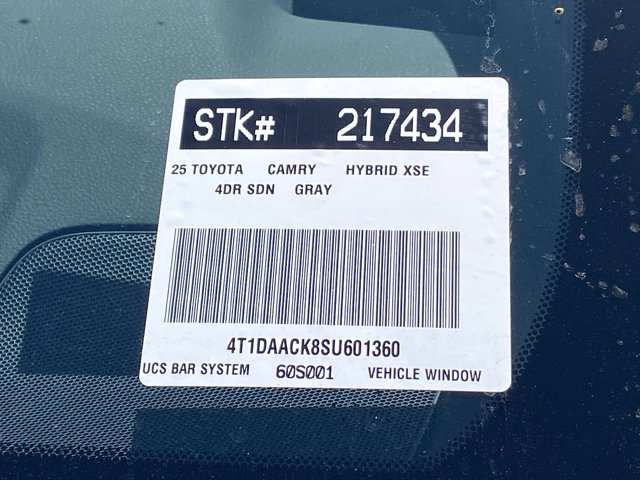 STK# 217434
25 TOYOTA CAMRY HYBRID XSE
4DR SDN GRAY
4T1DAACK8SU601360
UCS BAR SYSTEM 60S001 VEHICLE WINDOW